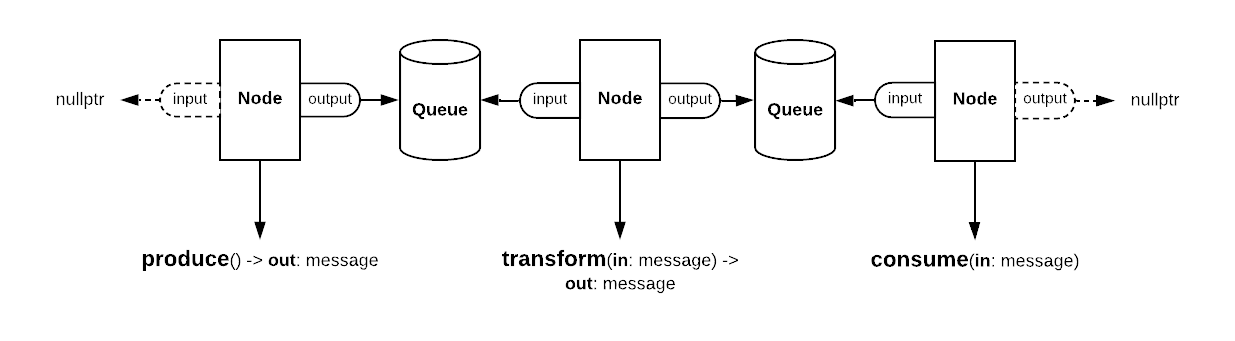 nullptr
input
Node
output
Queue
input
Node
output
Queue
input
Node
output
nullptr
produce() -> out: message
transform(in: message) ->
out: message
consume(in: message)